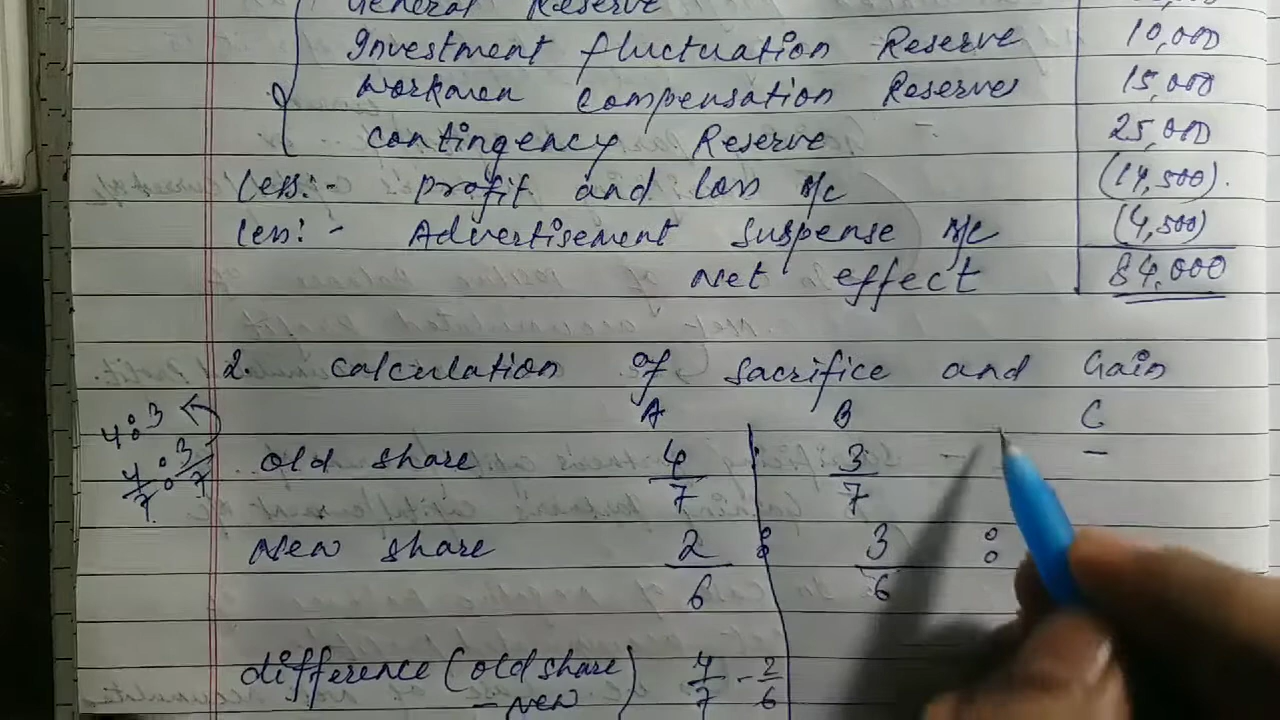 General Reserve
Investment fluctuation Reserve 10,000
Workmen compensation Reserves 15,000
Contingency Reserve 25,000
Less:- profit and loss A/c (14,500).
Less:- Advertisement Suspense A/c (4,500)
Net effect 84,000
2. Calculation of Sacrifice and Gain
A B C
4:3
4/7 : 3/7
old share 4/7 : 3/7 -
New share 2/6 : 3/6 :
difference (old share - New) 4/7 - 2/6